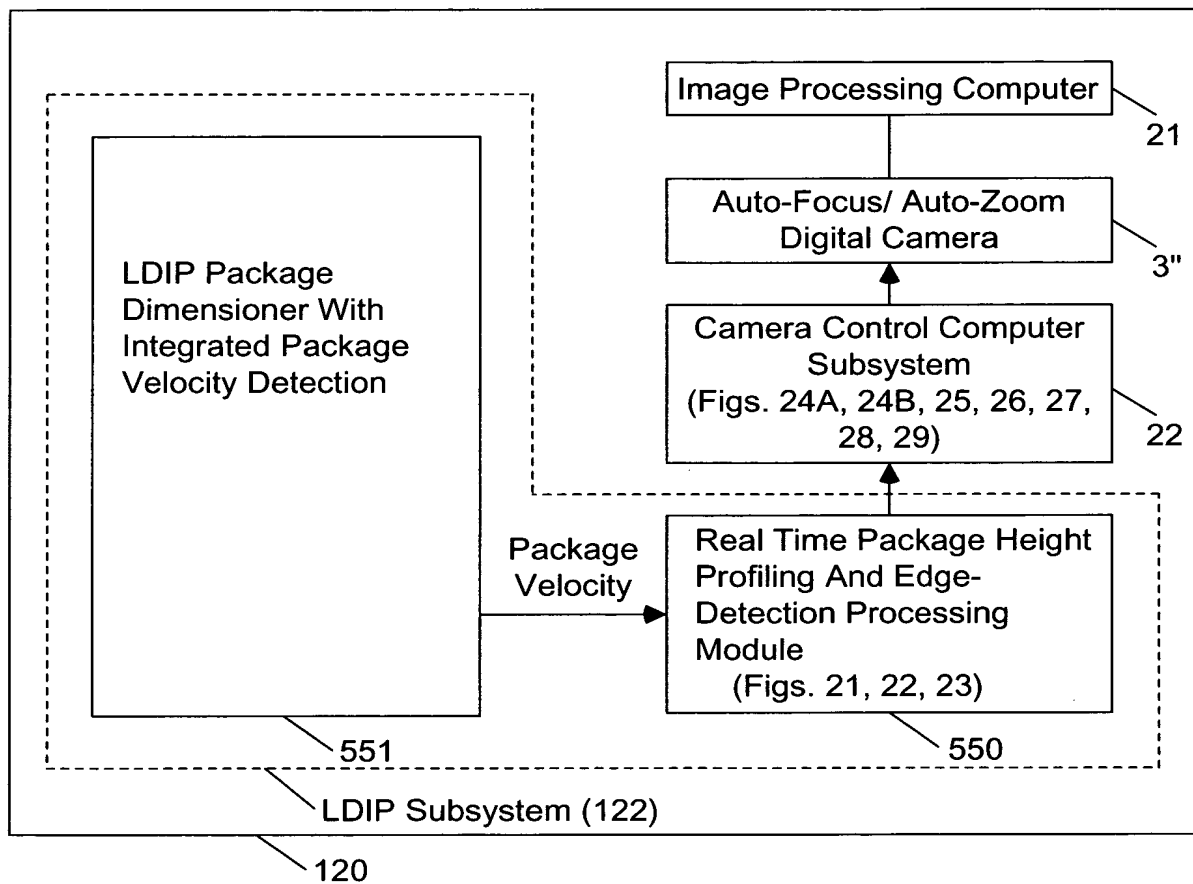 Image Processing Computer
21
Auto-Focus/ Auto-Zoom
Digital Camera
3"
LDIP Package
Dimensioner With
Integrated Package
Velocity Detection
Camera Control Computer
Subsystem
(Figs. 24A, 24B, 25, 26, 27,
28, 29)
22
Package
Velocity
Real Time Package Height
Profiling And Edge-
Detection Processing
Module
(Figs. 21, 22, 23)
551
550
LDIP Subsystem (122)
120